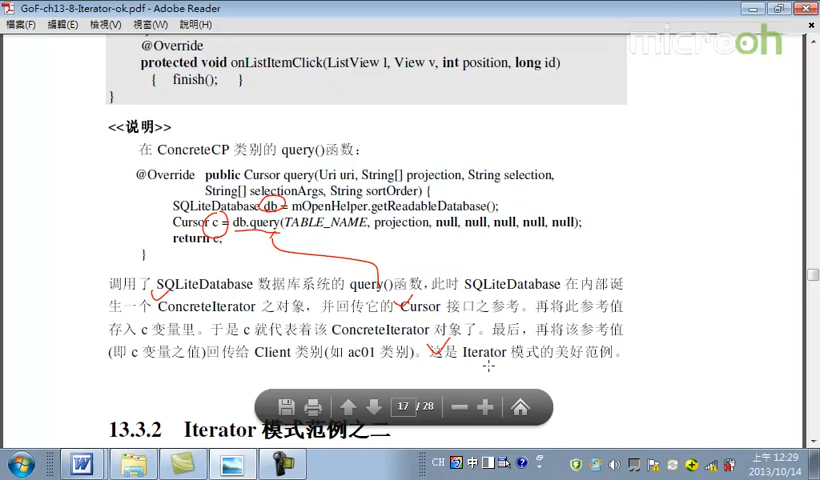 GoF-ch13-8-Iterator-ok.pdf - Adobe Reader
檔案(F) 編輯(E) 檢視(V) 視窗(W) 說明(H)
microoh
@Override
protected void onListItemClick(ListView l, View v, int position, long id)
{ finish(); }
}
<<说明>>
在 ConcreteCP 类别的 query()函数：
@Override public Cursor query(Uri uri, String[] projection, String selection,
String[] selectionArgs, String sortOrder) {
SQLiteDatabase db = mOpenHelper.getReadableDatabase();
Cursor c = db.query(TABLE_NAME, projection, null, null, null, null, null);
return c;
}
调用了 SQLiteDatabase 数据库系统的 query()函数，此时 SQLiteDatabase 在内部诞
生一个 ConcreteIterator 之对象，并回传它的 Cursor 接口之参考。再将此参考值
存入 c 变量里。于是 c 就代表着该 ConcreteIterator 对象了。最后，再将该参考值
(即 c 变量之值)回传给 Client 类别(如 ac01 类别)。这是 Iterator 模式的美好范例。
17 / 28
13.3.2 Iterator 模式范例之二
CH 中
上午 12:29
2013/10/14